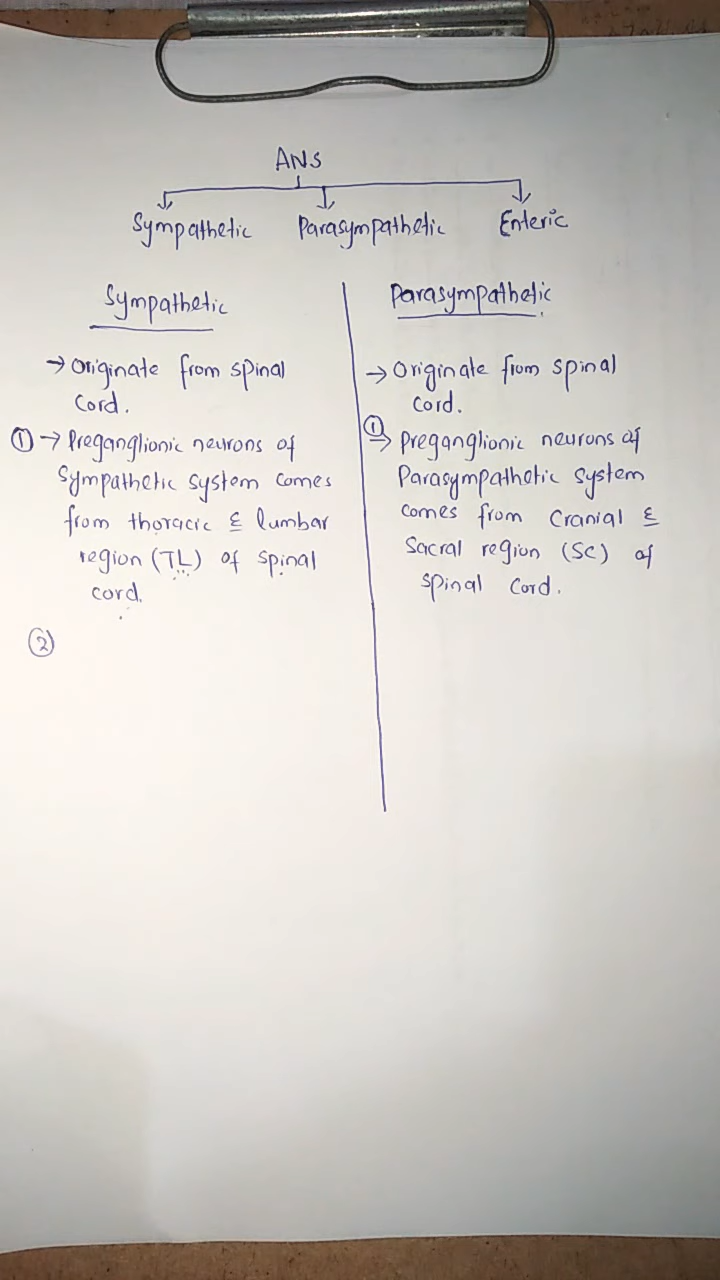 ANS
Sympathetic Parasympathetic Enteric
Sympathetic
→ Originate from spinal
cord.
① → Preganglionic neurons of
Sympathetic system comes
from thoracic & lumbar
region (TL) of spinal
cord.
②
Parasympathetic
→ Originate from spinal
cord.
① → Preganglionic neurons of
Parasympathetic system
comes from Cranial &
Sacral region (SC) of
spinal cord.